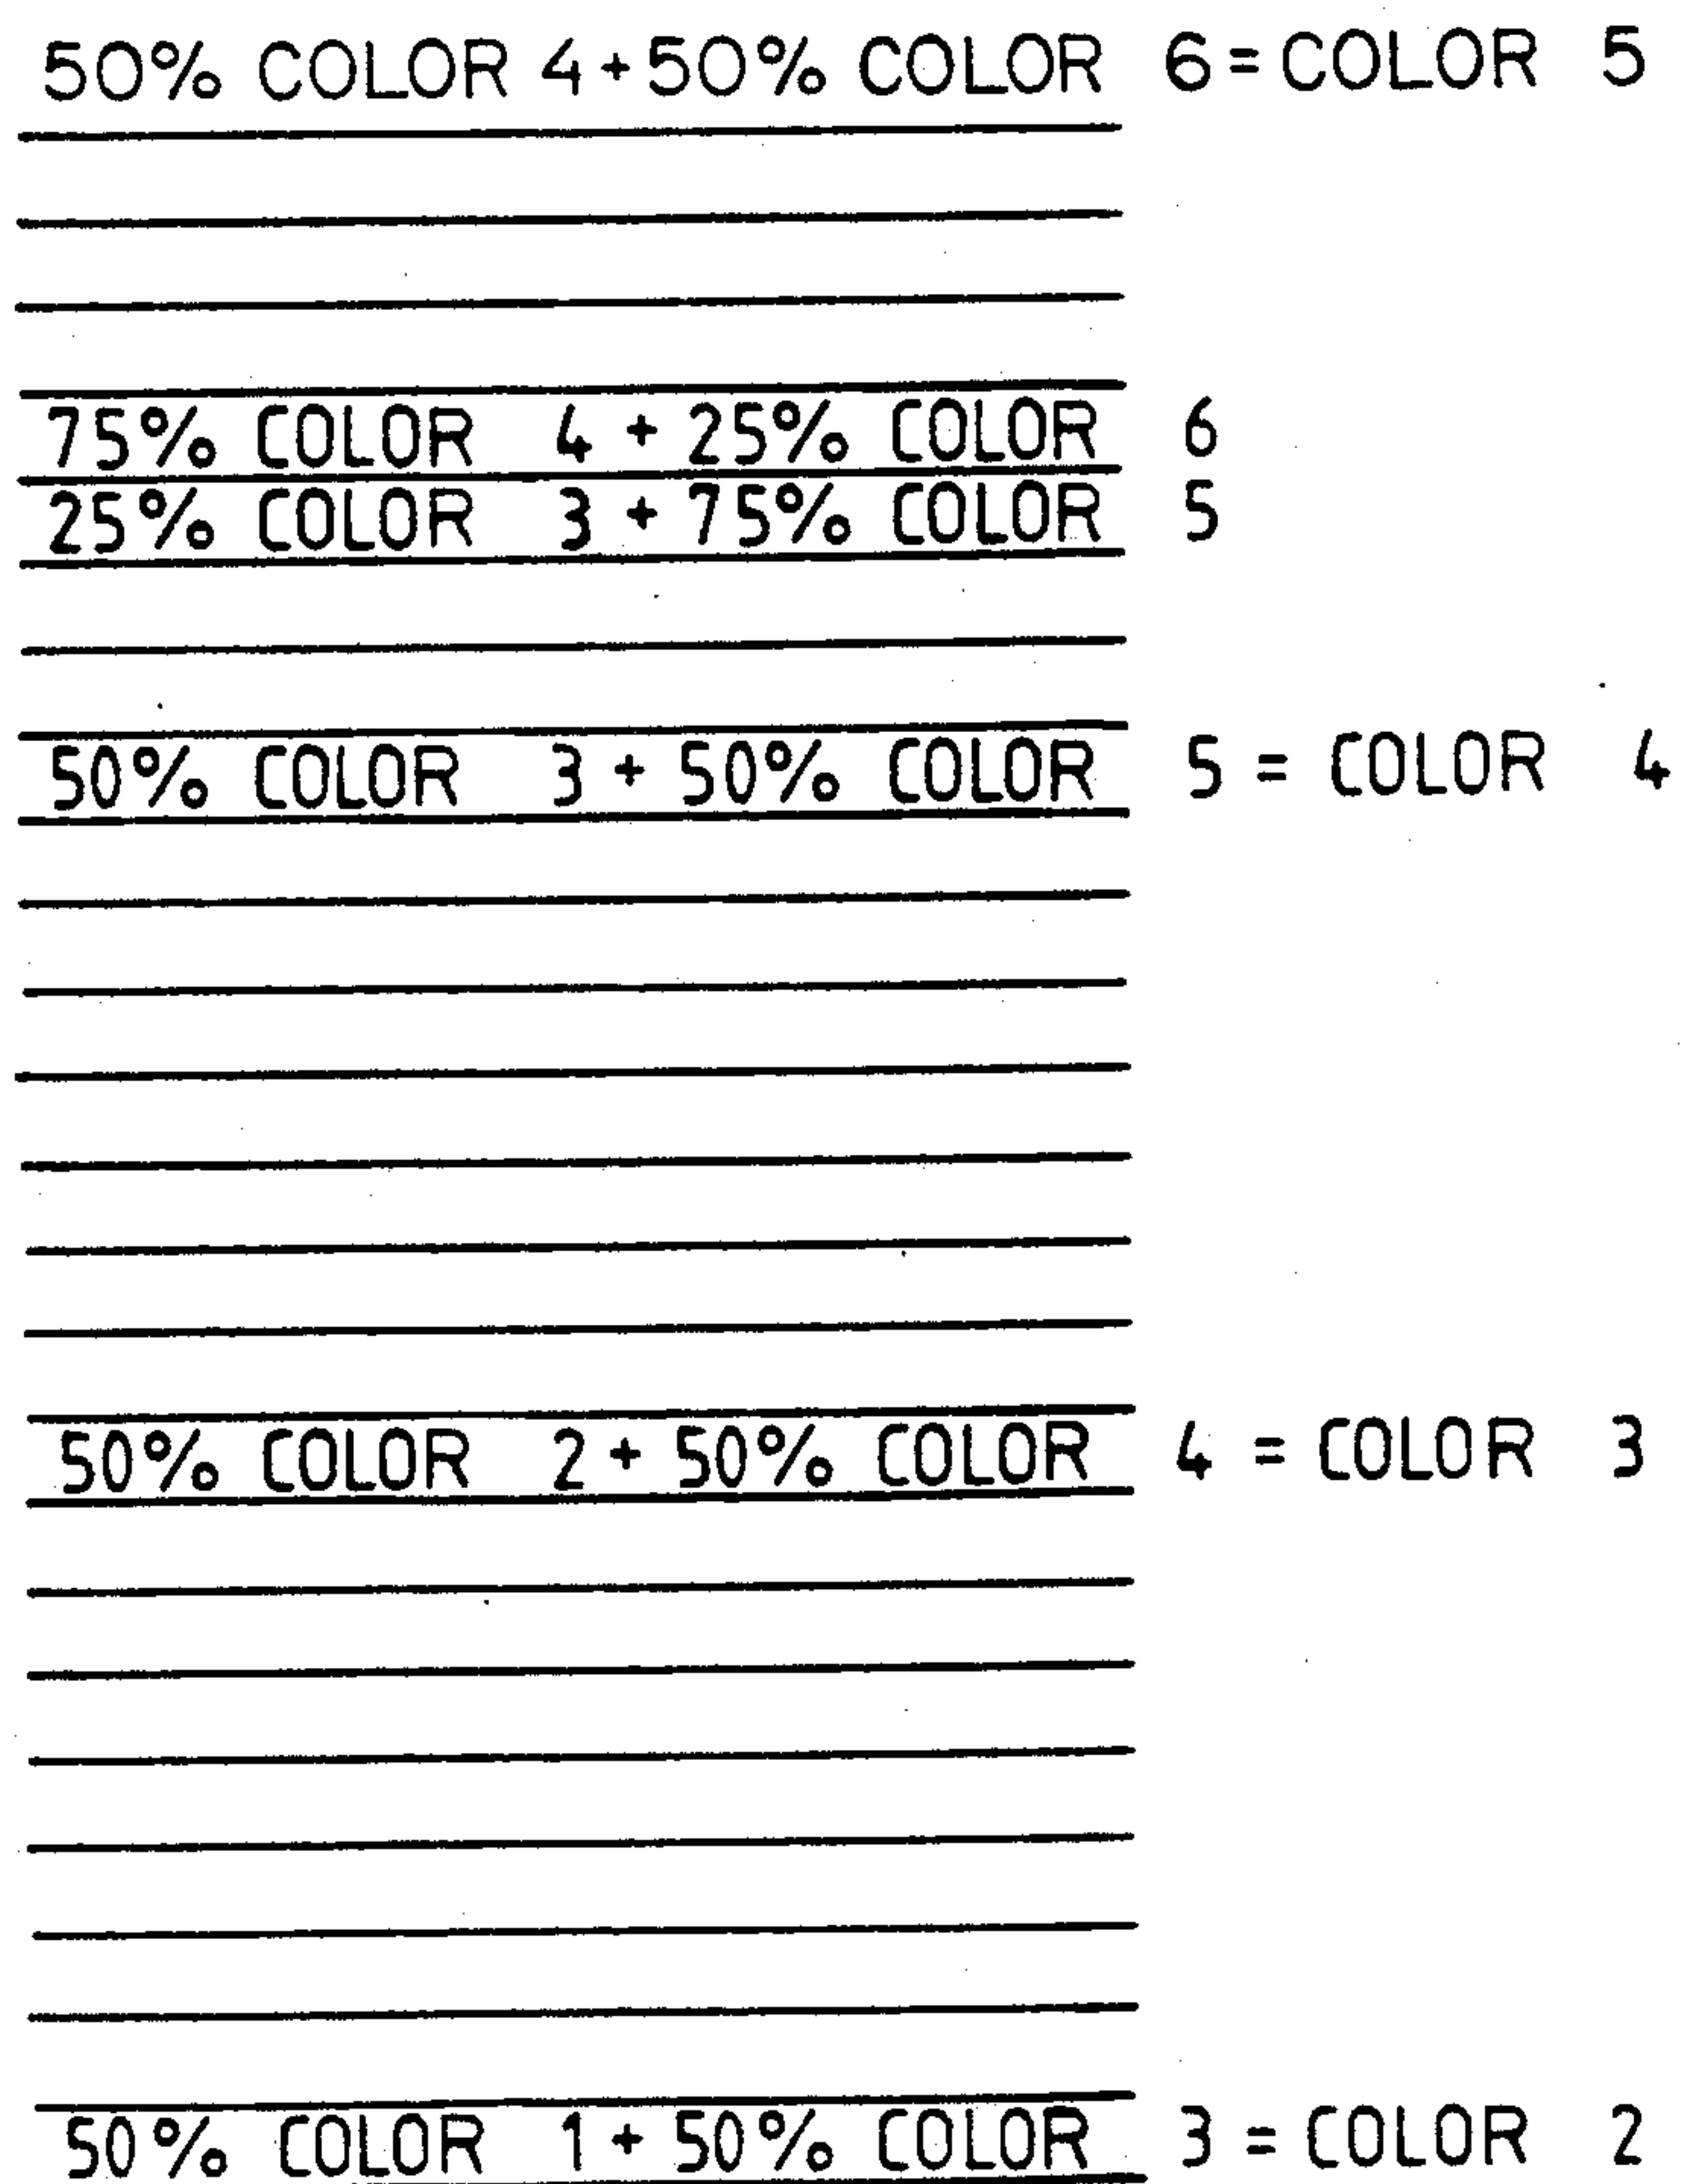 50% COLOR 4+50% COLOR 6=COLOR 5
75% COLOR 4 + 25% COLOR 6
25% COLOR 3 + 75% COLOR 5
50% COLOR 3 + 50% COLOR 5 = COLOR 4
50% COLOR 2 + 50% COLOR 4 = COLOR 3
50% COLOR 1 + 50% COLOR 3 = COLOR 2